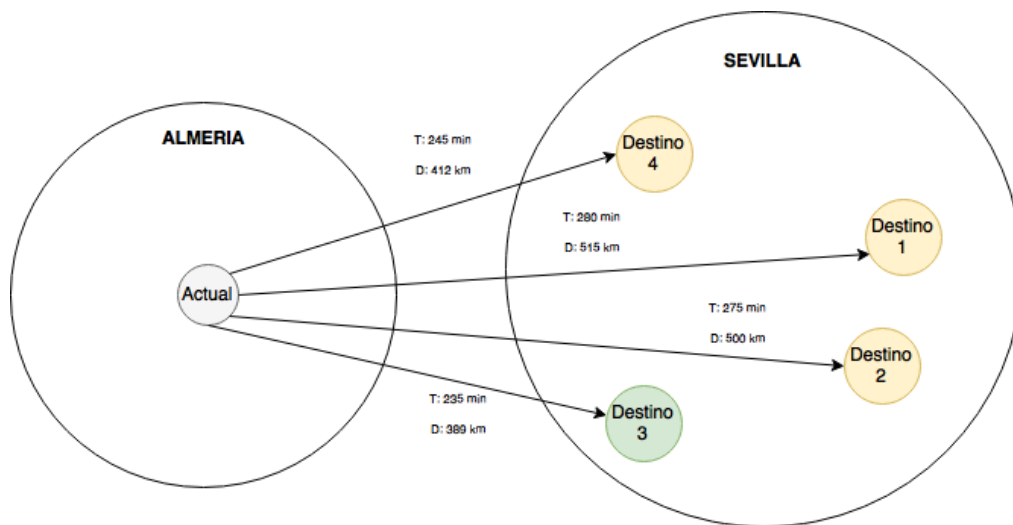 SEVILLA
ALMERIA
T: 245 min
D: 412 km
Destino
4
T: 280 min
D: 515 km
Destino
1
Actual
T: 275 min
D: 500 km
Destino
2
T: 235 min
D: 389 km
Destino
3